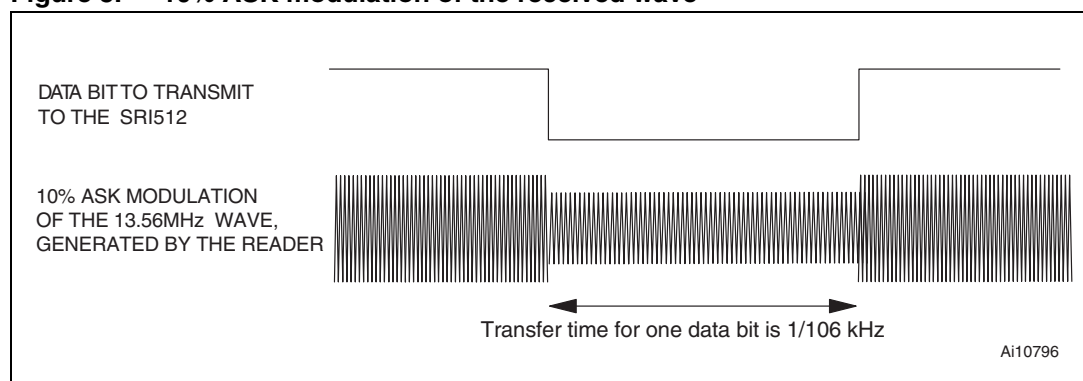 DATA BIT TO TRANSMIT
TO THE SRI512
10% ASK MODULATION
OF THE 13.56MHz WAVE,
GENERATED BY THE READER
Transfer time for one data bit is 1/106 kHz
Ai10796